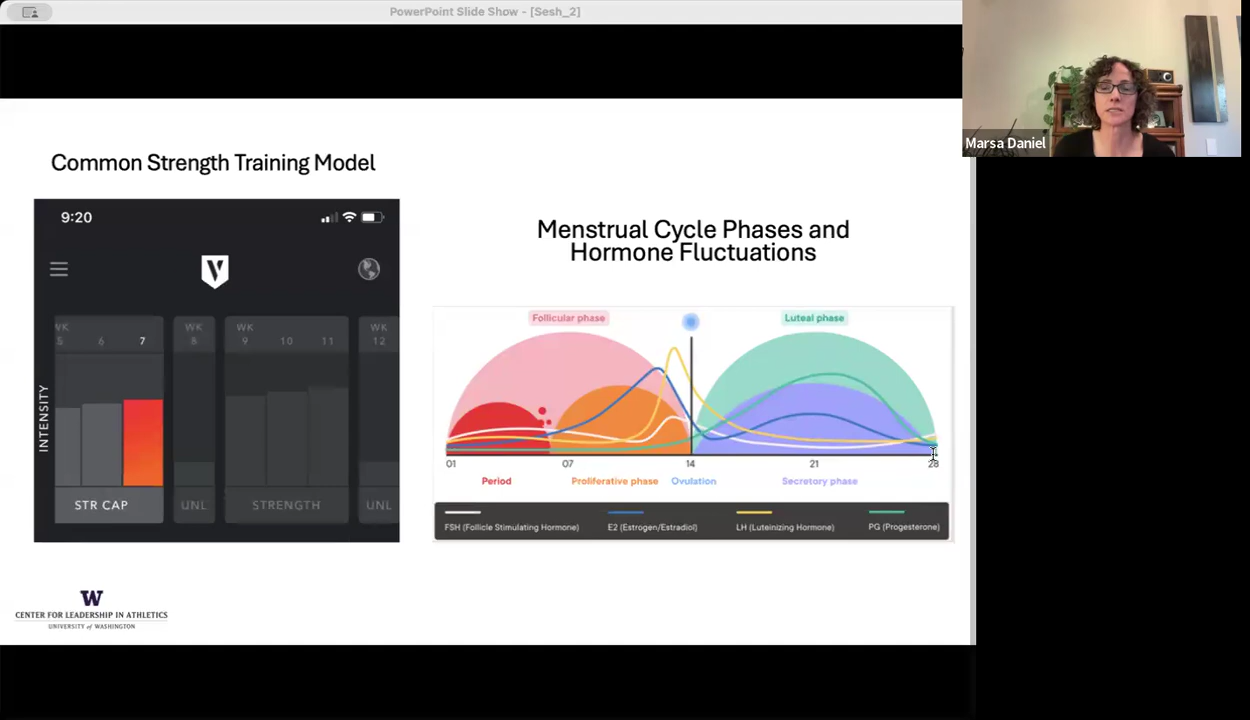 PowerPoint Slide Show - [Sesh_2]
Marsa Daniel
Common Strength Training Model
9:20
V
WK
5
6
7
WK
8
WK
9
10
11
WK
12
INTENSITY
STR CAP
UNL
STRENGTH
UNL
Menstrual Cycle Phases and
Hormone Fluctuations
Follicular phase
Luteal phase
01
07
14
21
28
Period
Proliferative phase
Ovulation
Secretory phase
FSH (Follicle Stimulating Hormone)
E2 (Estrogen/Estradiol)
LH (Luteinizing Hormone)
PG (Progesterone)
W
CENTER FOR LEADERSHIP IN ATHLETICS
UNIVERSITY of WASHINGTON